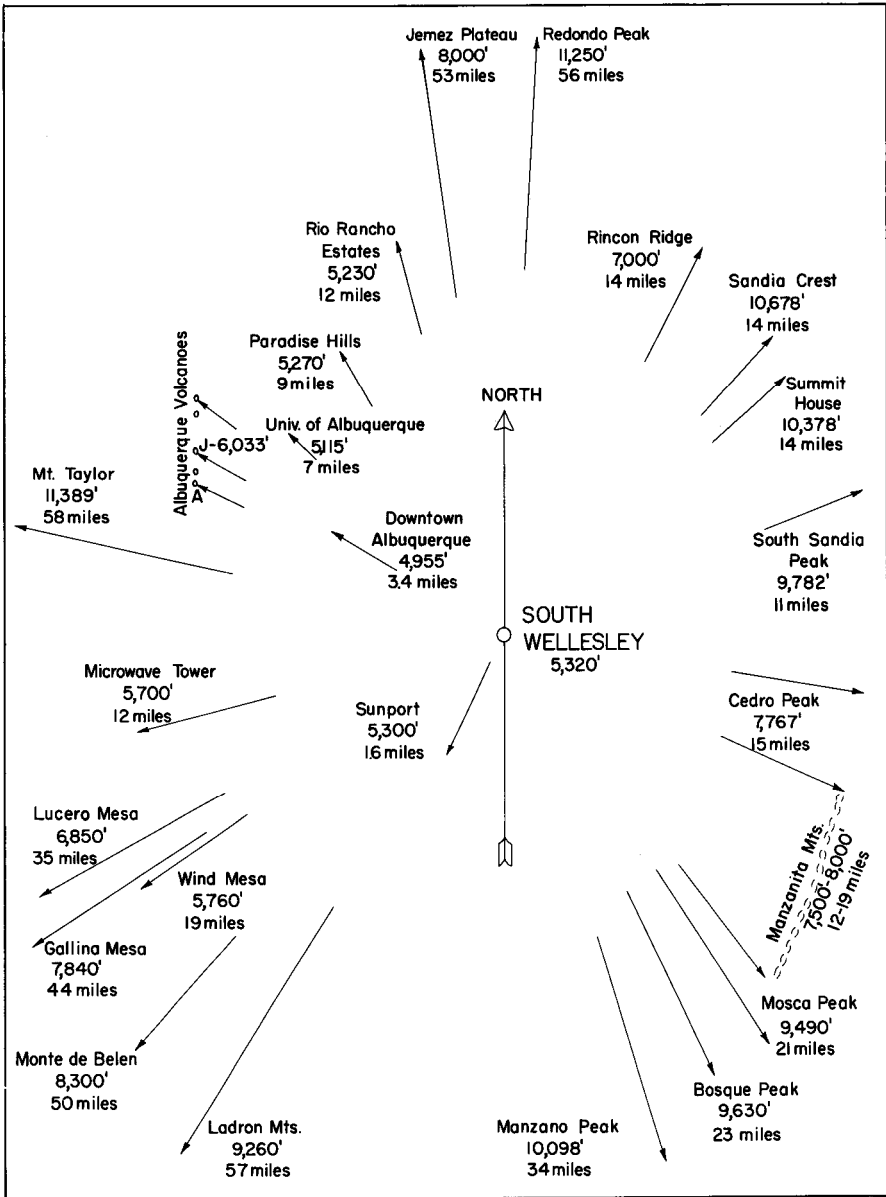 Jemez Plateau
8,000'
53 miles
Redondo Peak
11,250'
56 miles
Rio Rancho
Estates
5,230'
12 miles
Rincon Ridge
7,000'
14 miles
Sandia Crest
10,678'
14 miles
Paradise Hills
5,270'
9 miles
Summit
House
10,378'
14 miles
Albuquerque Volcanoes
NORTH
Univ. of Albuquerque
5,115'
7 miles
J-6,033'
A
Mt. Taylor
11,389'
58 miles
Downtown
Albuquerque
4,955'
3.4 miles
South Sandia
Peak
9,782'
11 miles
SOUTH
WELLESLEY
5,320'
Microwave Tower
5,700'
12 miles
Sunport
5,300'
1.6 miles
Cedro Peak
7,767'
15 miles
Lucero Mesa
6,850'
35 miles
Wind Mesa
5,760'
19 miles
Manzanita Mts.
7,500'-8,000'
12-19 miles
Gallina Mesa
7,840'
44 miles
Mosca Peak
9,490'
21 miles
Monte de Belen
8,300'
50 miles
Bosque Peak
9,630'
23 miles
Ladron Mts.
9,260'
57 miles
Manzano Peak
10,098'
34 miles